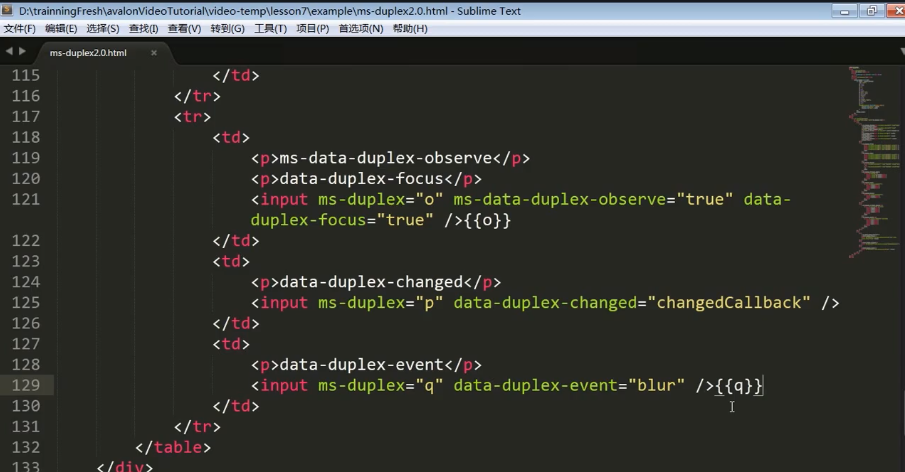 D:\trainningFresh\avalonVideoTutorial\video-temp\lesson7\example\ms-duplex2.0.html - Sublime Text
文件(F) 编辑(E) 选择(S) 查找(I) 查看(V) 转到(G) 工具(T) 项目(P) 首选项(N) 帮助(H)
ms-duplex2.0.html ×
115 </td>
116 </tr>
117 <tr>
118 <td>
119 <p>ms-data-duplex-observe</p>
120 <p>data-duplex-focus</p>
121 <input ms-duplex="o" ms-data-duplex-observe="true" data-
duplex-focus="true" />{{o}}
122 </td>
123 <td>
124 <p>data-duplex-changed</p>
125 <input ms-duplex="p" data-duplex-changed="changedCallback" />
126 </td>
127 <td>
128 <p>data-duplex-event</p>
129 <input ms-duplex="q" data-duplex-event="blur" />{{q}}
130 </td>
131 </tr>
132 </table>
133 </div>